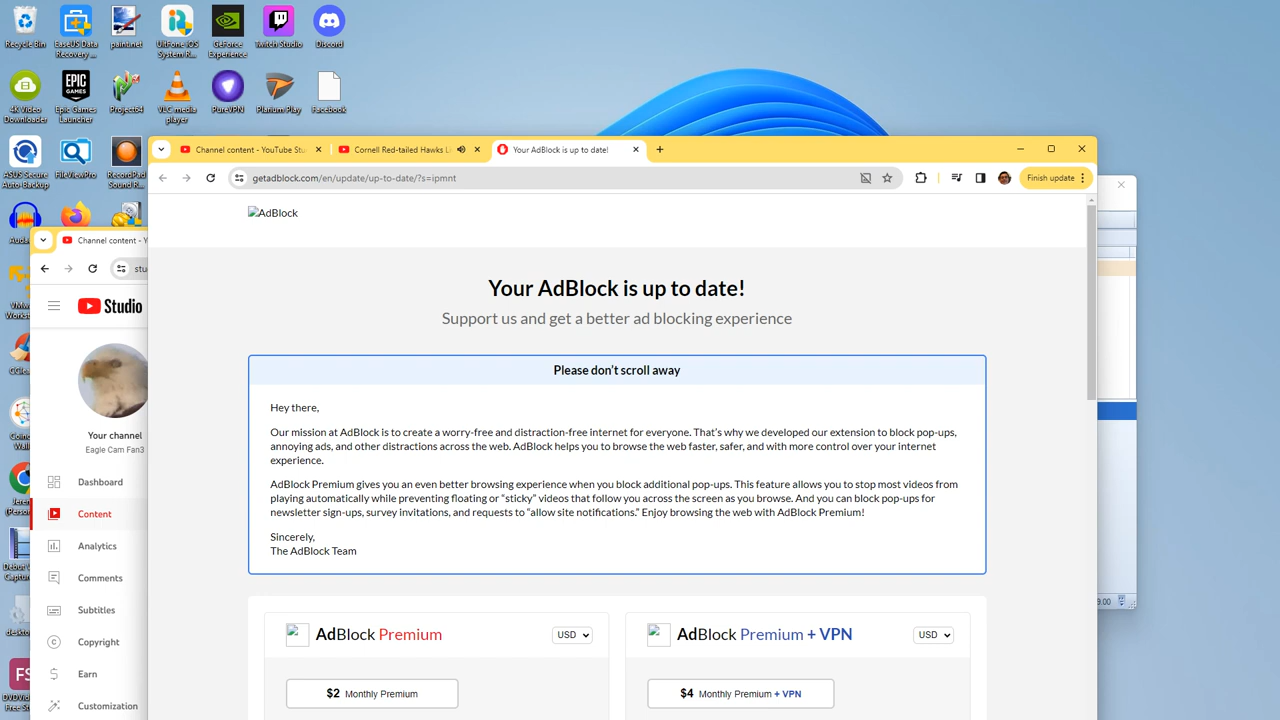 Recycle Bin
EaseUS Data Recovery ...
paint.net
UltFone iOS System R...
GeForce Experience
Twitch Studio
Discord
4K Video Downloader
Epic Games Launcher
Project64
VLC media player
PureVPN
Plarium Play
Facebook
ASUS Secure Auto-Backup
FileViewPro
RecordPad Sound R...
Channel content - YouTube Stu
Cornell Red-tailed Hawks Li
Your AdBlock is up to date!
getadblock.com/en/update/up-to-date/?s=ipmnt
Finish update
AdBlock
Channel content - Y
stu
Studio
Your channel
Eagle Cam Fan3
Dashboard
Content
Analytics
Comments
Subtitles
Copyright
Earn
Customization
Your AdBlock is up to date!
Support us and get a better ad blocking experience
Please don't scroll away
Hey there,
Our mission at AdBlock is to create a worry-free and distraction-free internet for everyone. That's why we developed our extension to block pop-ups,
annoying ads, and other distractions across the web. AdBlock helps you to browse the web faster, safer, and with more control over your internet
experience.
AdBlock Premium gives you an even better browsing experience when you block additional pop-ups. This feature allows you to stop most videos from
playing automatically while preventing floating or "sticky" videos that follow you across the screen as you browse. And you can block pop-ups for
newsletter sign-ups, survey invitations, and requests to "allow site notifications." Enjoy browsing the web with AdBlock Premium!
Sincerely,
The AdBlock Team
AdBlock Premium
USD
AdBlock Premium + VPN
USD
$2 Monthly Premium
$4 Monthly Premium + VPN
9.00